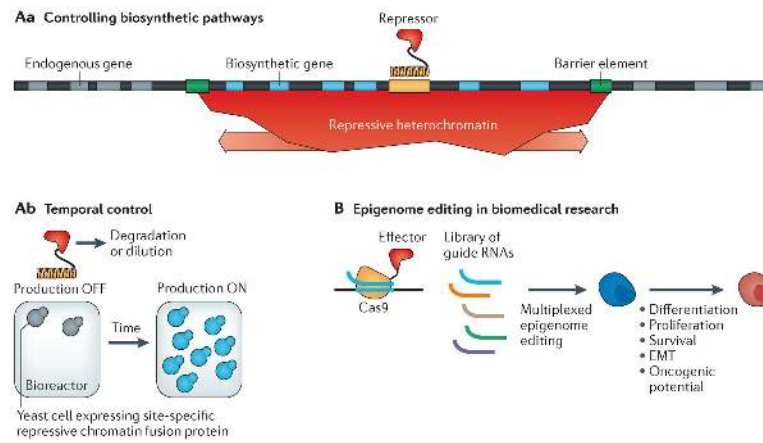 Aa Controlling biosynthetic pathways
Repressor
Endogenous gene
Biosynthetic gene
Barrier element
Repressive heterochromatin
Ab Temporal control
Degradation
or dilution
Production OFF
Production ON
Time
Bioreactor
Yeast cell expressing site-specific
repressive chromatin fusion protein
B Epigenome editing in biomedical research
Effector
Library of
guide RNAs
Cas9
Multiplexed
epigenome
editing
• Differentiation
• Proliferation
• Survival
• EMT
• Oncogenic
potential